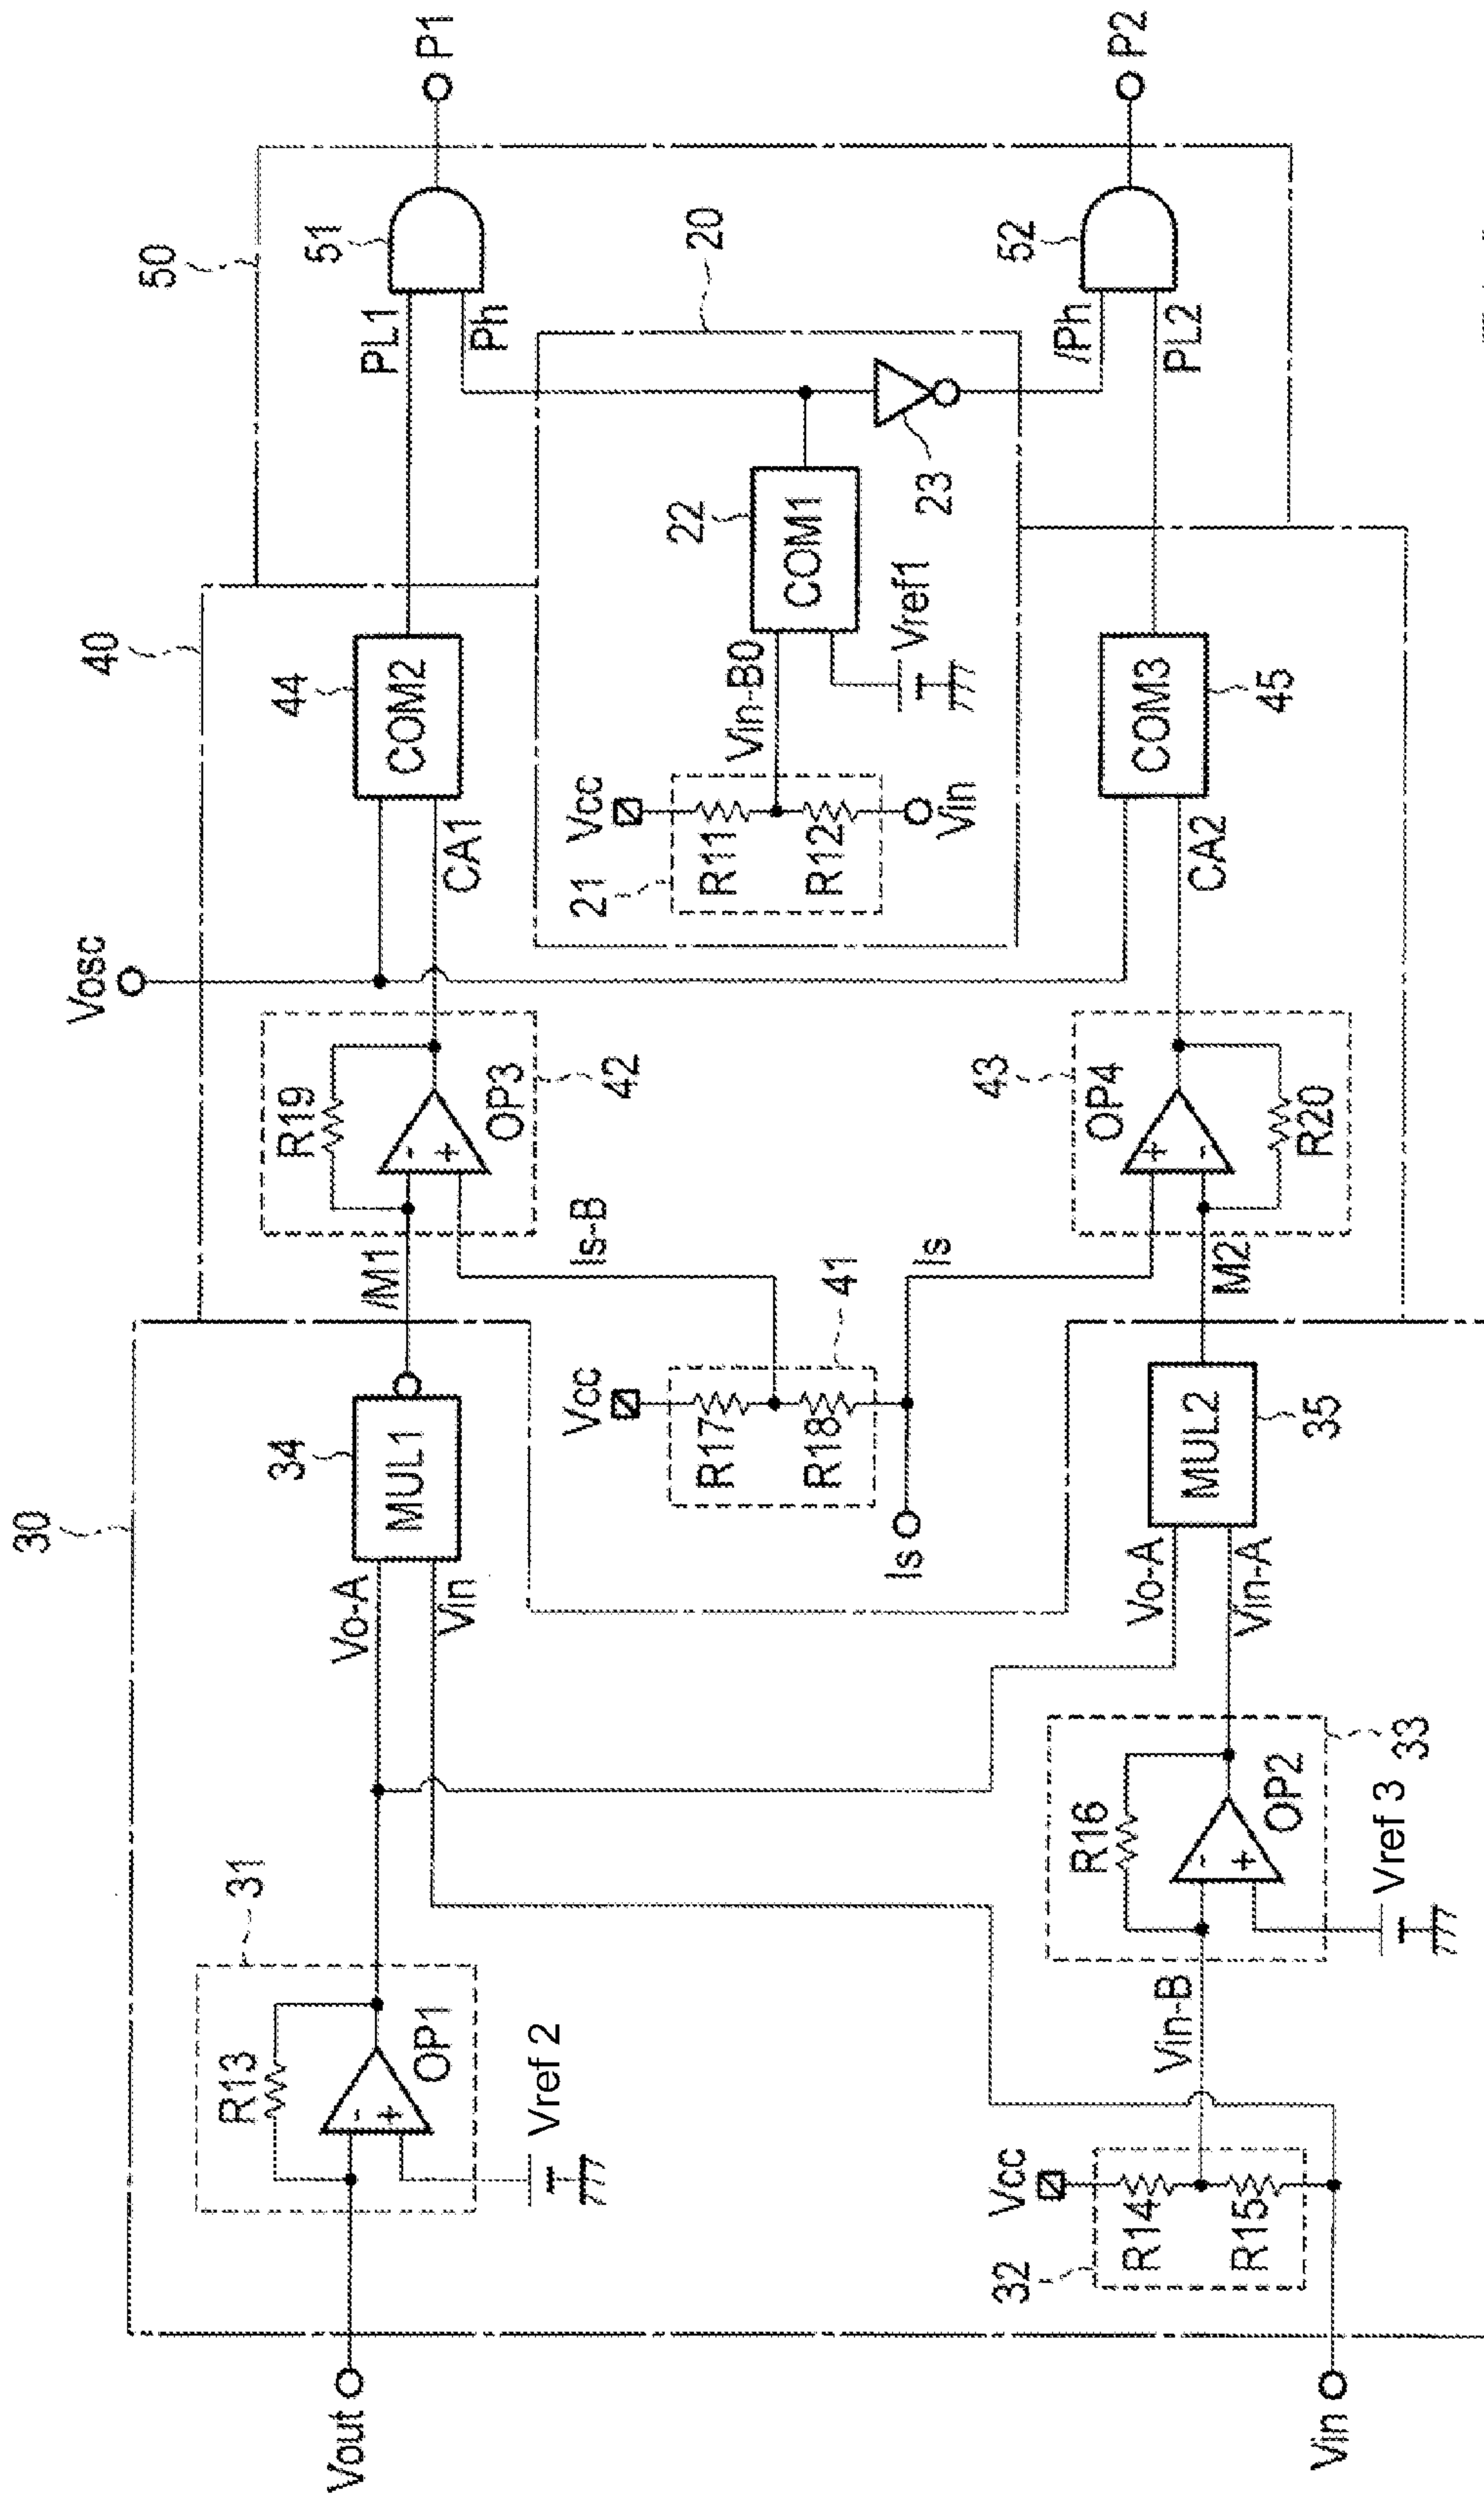 30
40
50
Vosc
Vout
31
R13
-
+
OP1
Vref 2
Vo-A
Vin
34
MUL1
/M1
R19
-
+
OP3
42
CA1
44
COM2
PL1
Ph
51
P1
Vcc
R17
R18
41
Is-B
Is
Is
Vcc
21
R11
R12
Vin
Vin-B0
22
COM1
Vref1
23
20
Vin
32
Vcc
R14
R15
Vin-B
R16
-
+
OP2
33
Vref 3
Vo-A
Vin-A
MUL2
35
M2
43
OP4
+
-
R20
CA2
COM3
45
/Ph
PL2
52
P2